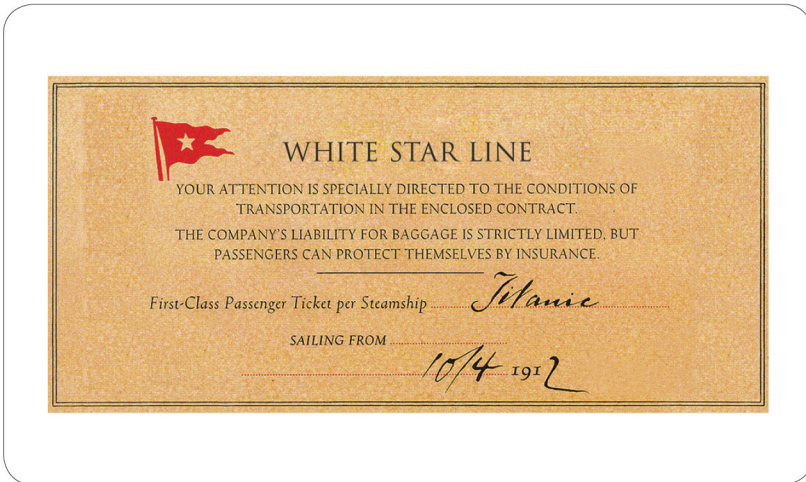 WHITE STAR LINE
YOUR ATTENTION IS SPECIALLY DIRECTED TO THE CONDITIONS OF
TRANSPORTATION IN THE ENCLOSED CONTRACT.
THE COMPANY'S LIABILITY FOR BAGGAGE IS STRICTLY LIMITED, BUT
PASSENGERS CAN PROTECT THEMSELVES BY INSURANCE.
First-Class Passenger Ticket per Steamship Titanic
SAILING FROM
10/4 1912